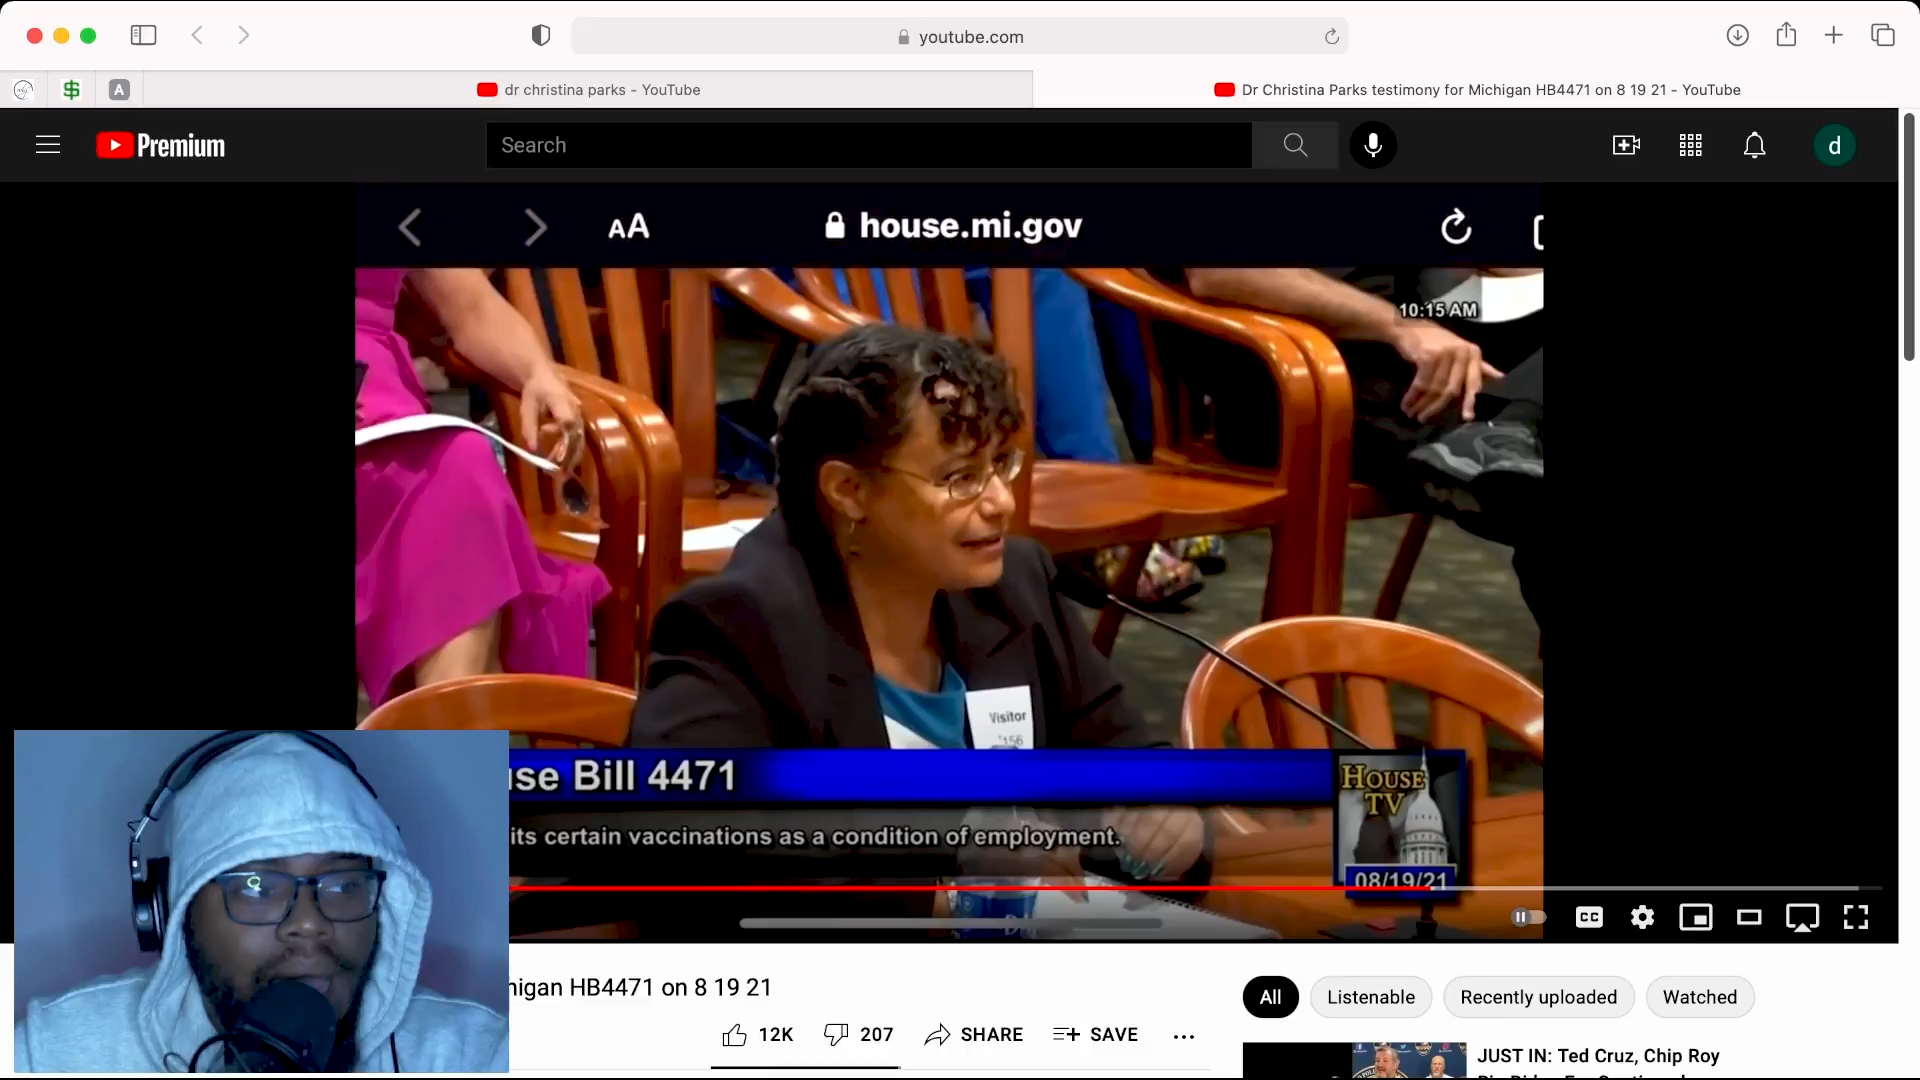 youtube.com
$
A
dr christina parks - YouTube
Dr Christina Parks testimony for Michigan HB4471 on 8 19 21 - YouTube
Premium
Search
d
AA
house.mi.gov
10:15 AM
Visitor
156
se Bill 4471
its certain vaccinations as a condition of employment.
HOUSE
TV
08/19/21
CC
igan HB4471 on 8 19 21
12K
207
SHARE
SAVE
All
Listenable
Recently uploaded
Watched
JUST IN: Ted Cruz, Chip Roy